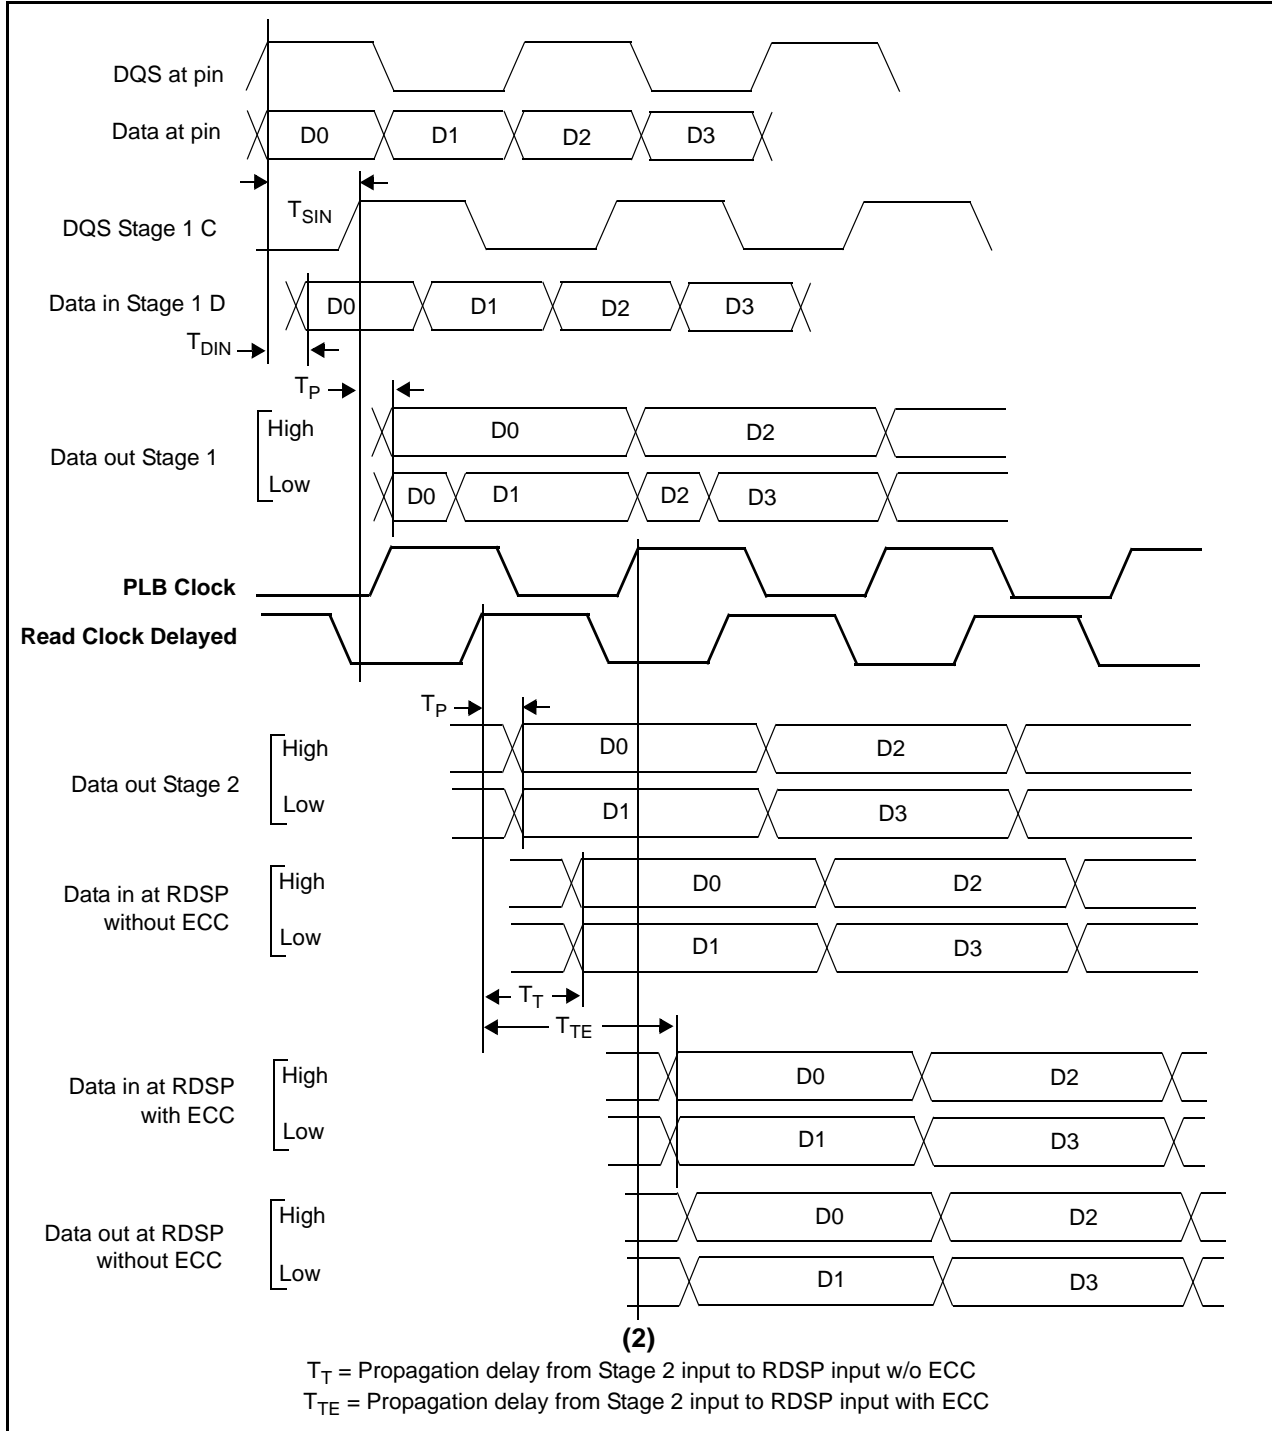 DQS at pin
Data at pin D0 D1 D2 D3
TSIN
DQS Stage 1 C
Data in Stage 1 D D0 D1 D2 D3
TDIN
TP
High D0 D2
Data out Stage 1
Low D0 D1 D2 D3
PLB Clock
Read Clock Delayed
TP
High D0 D2
Data out Stage 2
Low D1 D3
High D0 D2
Data in at RDSP
without ECC
Low D1 D3
TT
TTE
High D0 D2
Data in at RDSP
with ECC
Low D1 D3
High D0 D2
Data out at RDSP
without ECC
Low D1 D3
(2)
TT = Propagation delay from Stage 2 input to RDSP input w/o ECC
TTE = Propagation delay from Stage 2 input to RDSP input with ECC